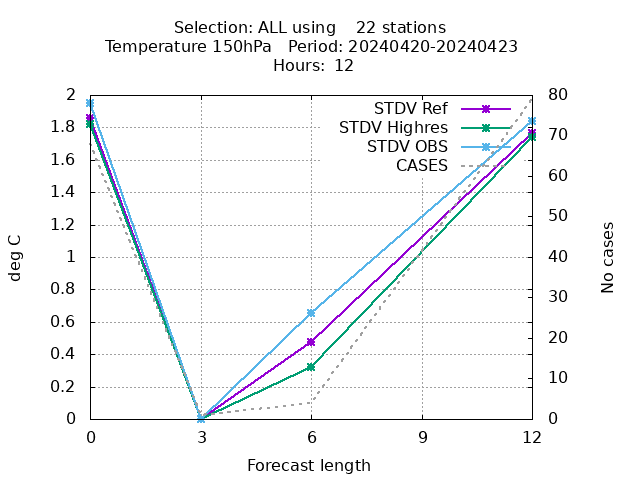 Selection: ALL using    22 stations
Temperature 150hPa   Period: 20240420-20240423
Hours:  12
STDV Ref
STDV Highres
STDV OBS
CASES
deg C
2
1.8
1.6
1.4
1.2
1
0.8
0.6
0.4
0.2
0
80
70
60
50
40
30
20
10
0
No cases
0 3 6 9 12
Forecast length